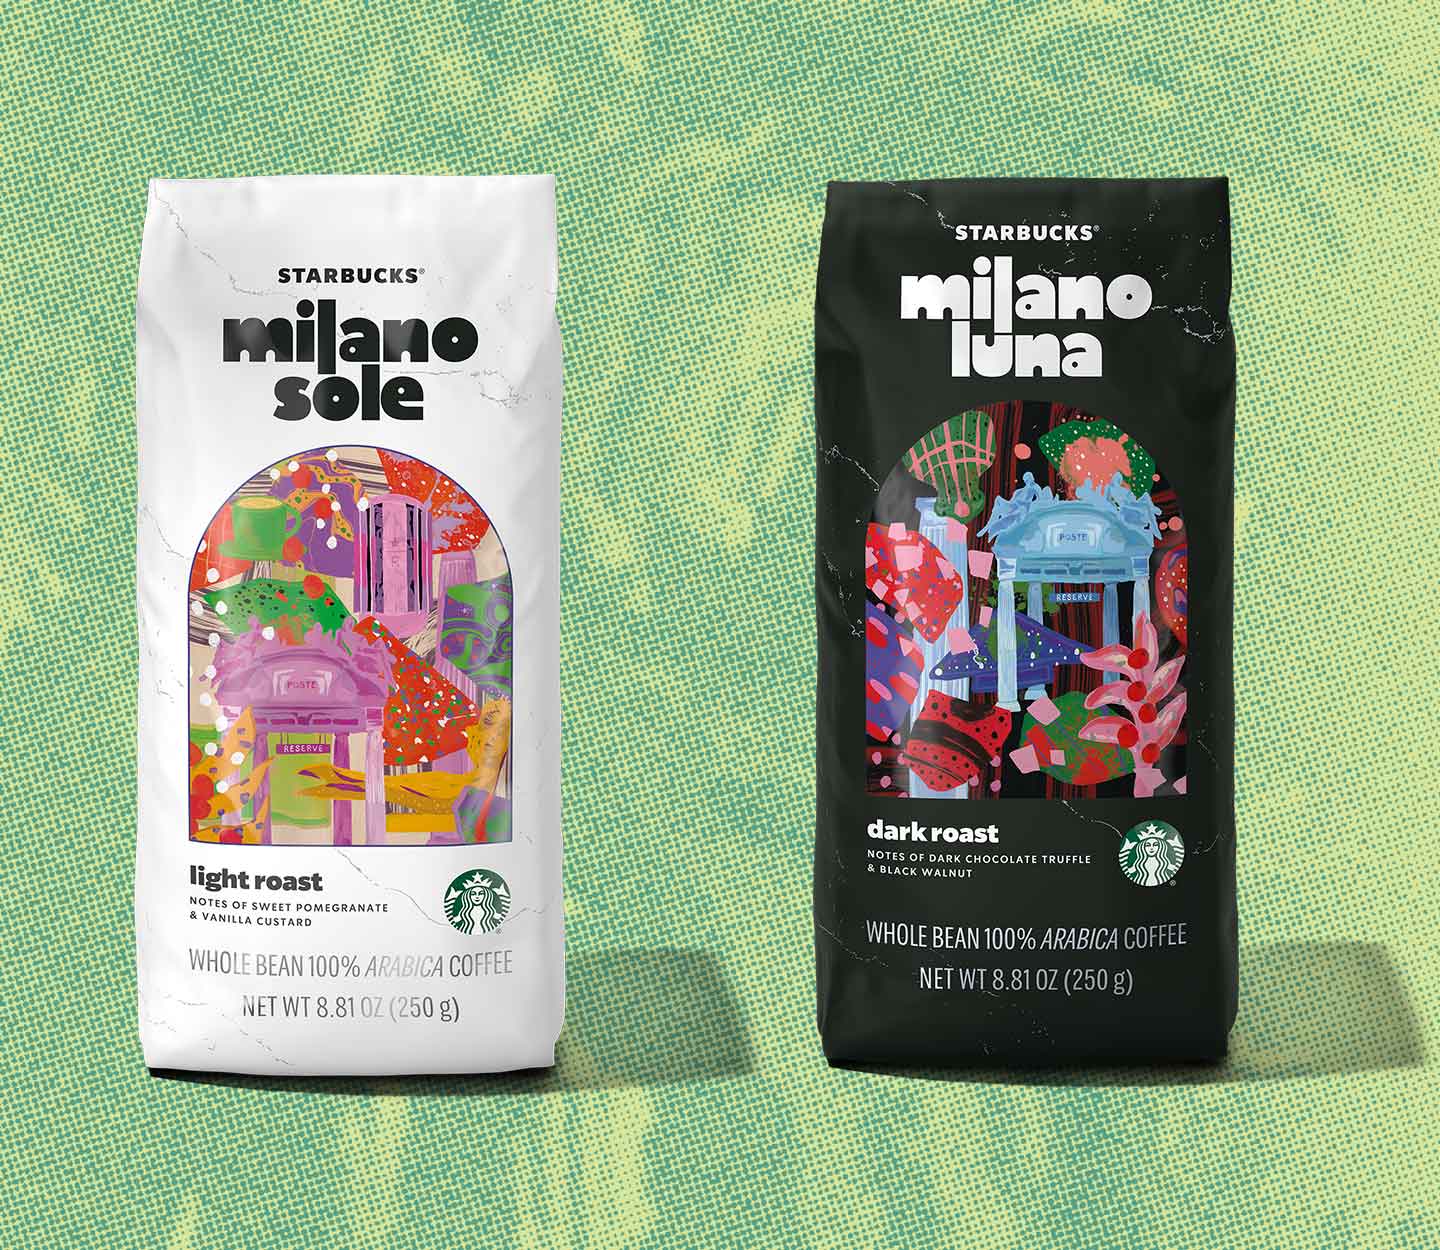 STARBUCKS®
milano
sole
POSTE
RESERVE
light roast
NOTES OF SWEET POMEGRANATE
& VANILLA CUSTARD
®
WHOLE BEAN 100% ARABICA COFFEE
NET WT 8.81 OZ (250 g)
STARBUCKS®
milano
luna
POSTE
RESERVE
dark roast
NOTES OF DARK CHOCOLATE TRUFFLE
& BLACK WALNUT
®
WHOLE BEAN 100% ARABICA COFFEE
NET WT 8.81 OZ (250 g)